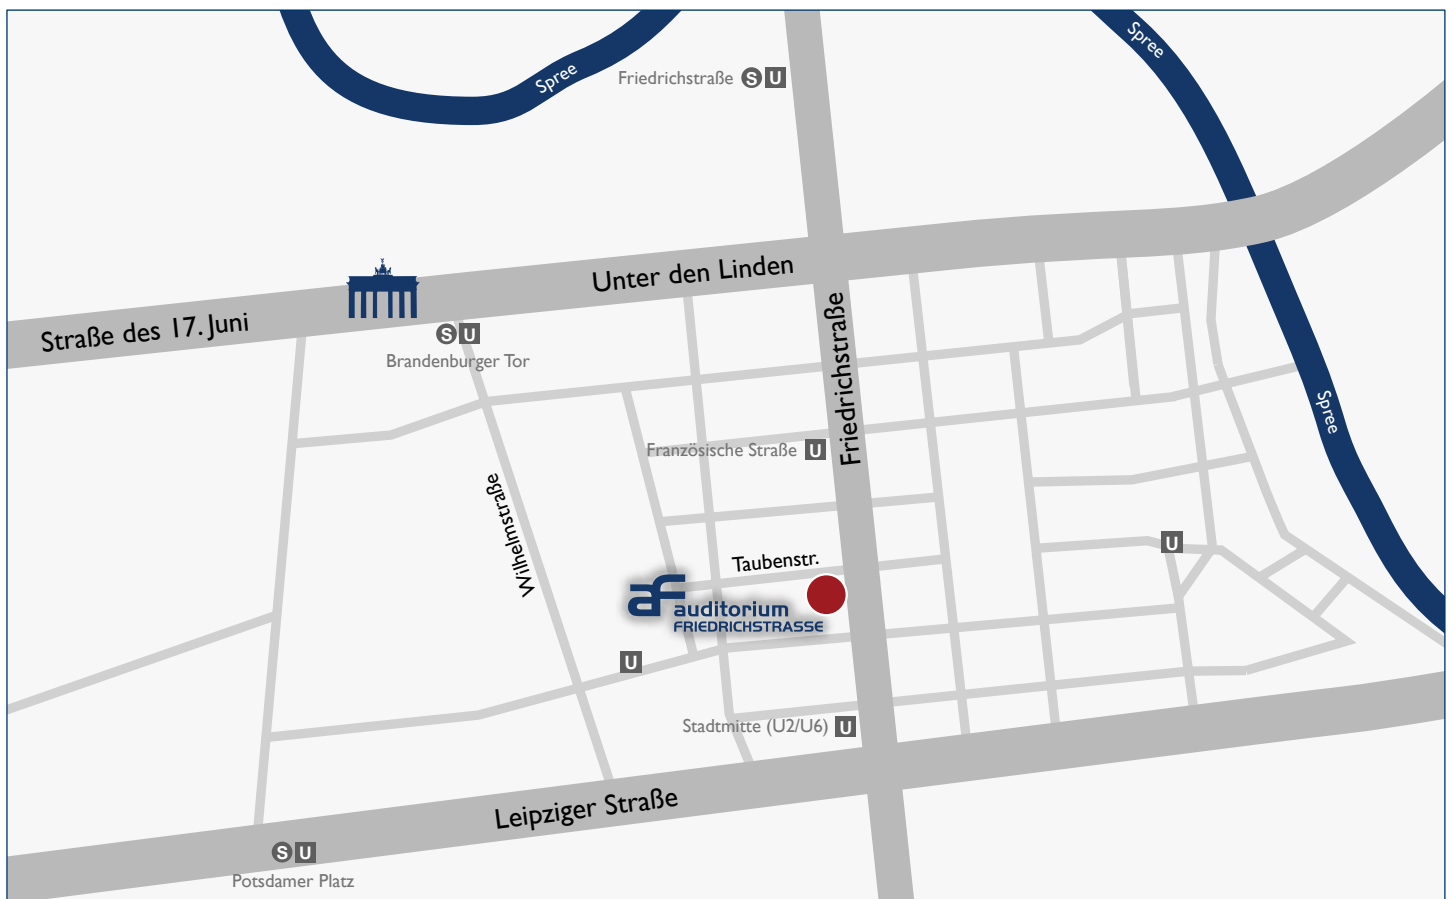 Spree
Spree
Friedrichstraße S U
Unter den Linden
Straße des 17. Juni
S U
Brandenburger Tor
Friedrichstraße
Spree
Französische Straße U
Wilhelmstraße
U
Taubenstr.
af
auditorium
FRIEDRICHSTRASSE
U
Stadtmitte (U2/U6) U
Leipziger Straße
S U
Potsdamer Platz